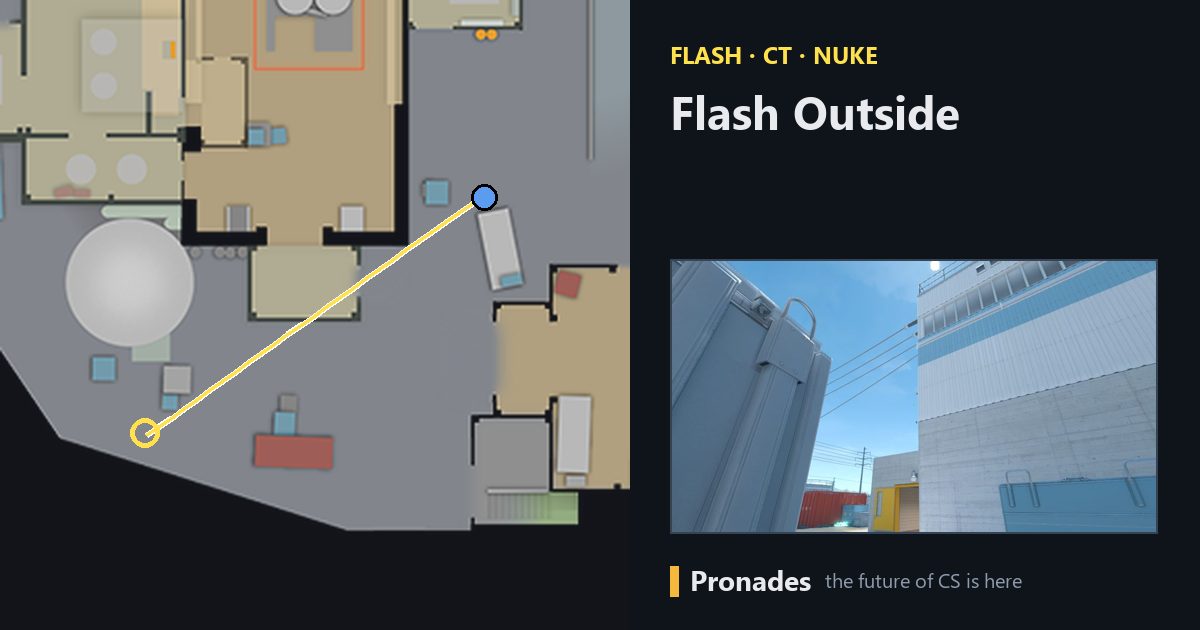 FLASH · CT · NUKE
Flash Outside
Pronades the future of CS is here